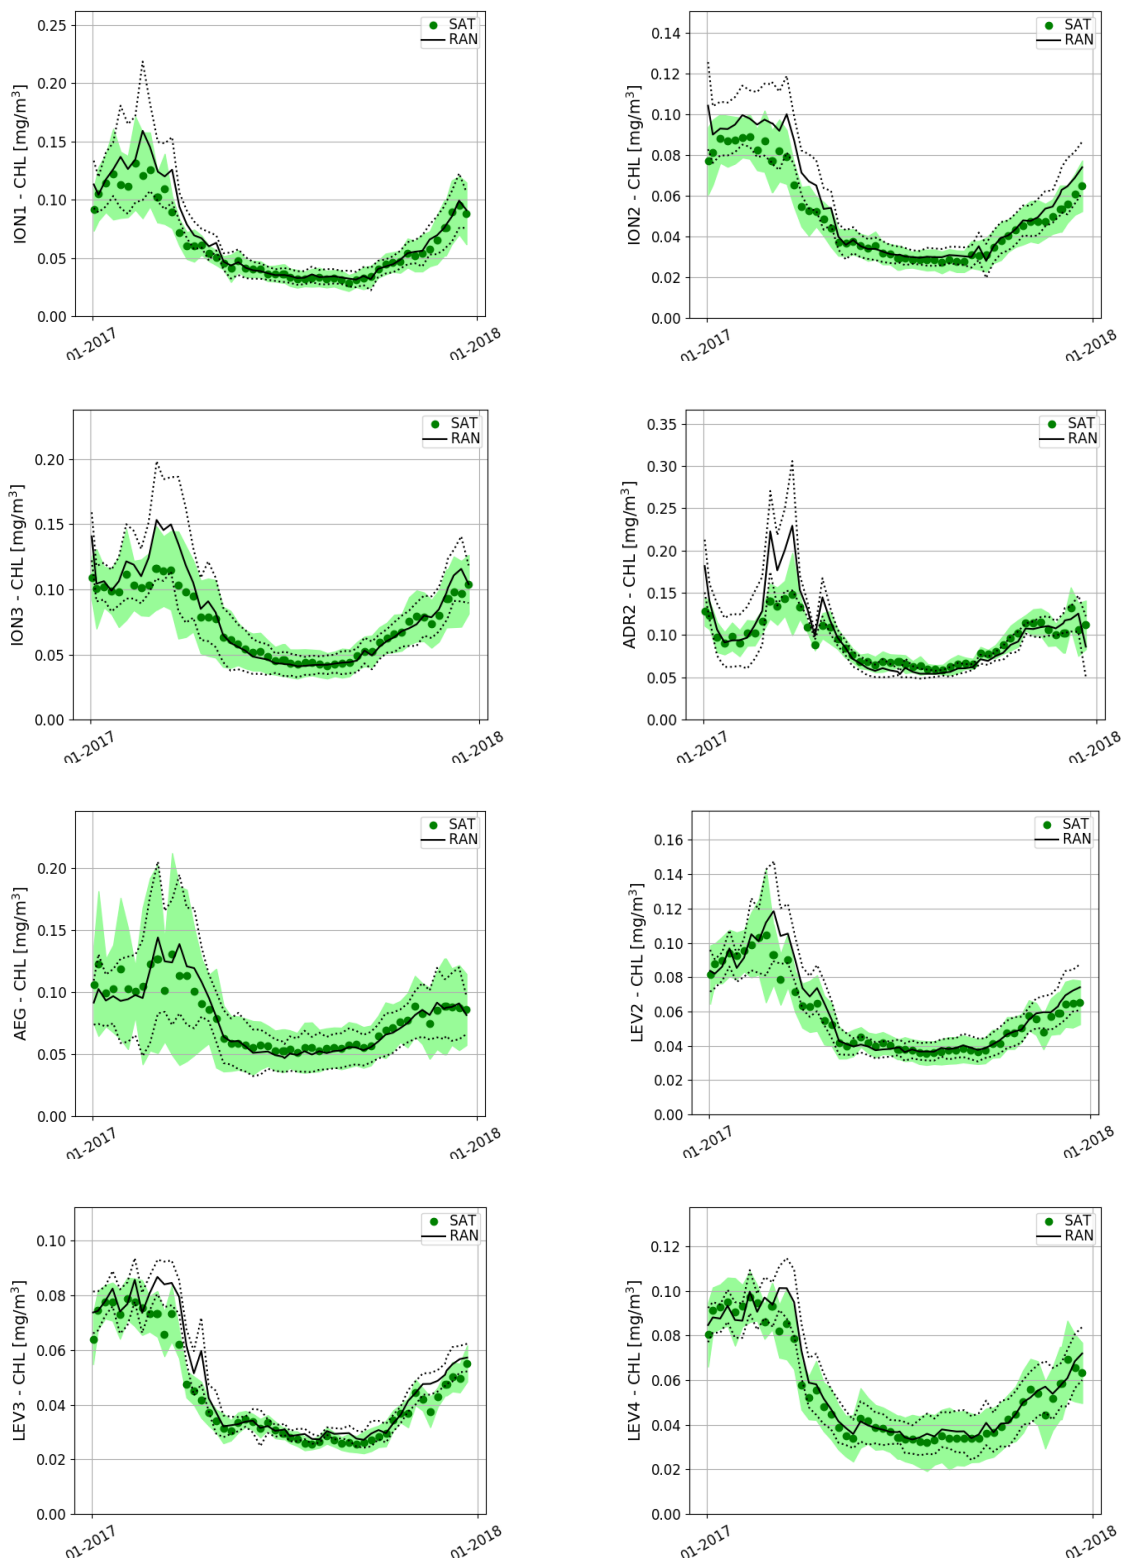 0.25
0.20
0.15
0.10
0.05
0.00
ION1 - CHL [mg/m³]
SAT
RAN
01-2017
01-2018
0.14
0.12
0.10
0.08
0.06
0.04
0.02
0.00
ION2 - CHL [mg/m³]
SAT
RAN
01-2017
01-2018
0.20
0.15
0.10
0.05
0.00
ION3 - CHL [mg/m³]
SAT
RAN
01-2017
01-2018
0.35
0.30
0.25
0.20
0.15
0.10
0.05
0.00
ADR2 - CHL [mg/m³]
SAT
RAN
01-2017
01-2018
0.20
0.15
0.10
0.05
0.00
AEG - CHL [mg/m³]
SAT
RAN
01-2017
01-2018
0.16
0.14
0.12
0.10
0.08
0.06
0.04
0.02
0.00
LEV2 - CHL [mg/m³]
SAT
RAN
01-2017
01-2018
0.10
0.08
0.06
0.04
0.02
0.00
LEV3 - CHL [mg/m³]
SAT
RAN
01-2017
01-2018
0.12
0.10
0.08
0.06
0.04
0.02
0.00
LEV4 - CHL [mg/m³]
SAT
RAN
01-2017
01-2018